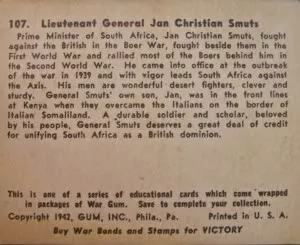 107. Lieutenant General Jan Christian Smuts
Prime Minister of South Africa, Jan Christian Smuts, fought
against the British in the Boer War, fought beside them in the
First World War and rallied most of the Boers behind him in
the Second World War. He came into office at the outbreak
of the war in 1939 and with vigor leads South Africa against
the Axis. His men are wonderful desert fighters, clever and
sturdy. General Smuts' own son, Jan, was in the front lines
at Kenya when they overcame the Italians on the border of
Italian Somaliland. A durable soldier and scholar, beloved
by his people, General Smuts deserves a great deal of credit
for unifying South Africa as a British dominion.
This is one of a series of educational cards which come wrapped
in packages of War Gum. Save to complete your collection.
Copyright 1942, GUM, INC., Phila., Pa. Printed in U. S. A.
Buy War Bonds and Stamps for VICTORY